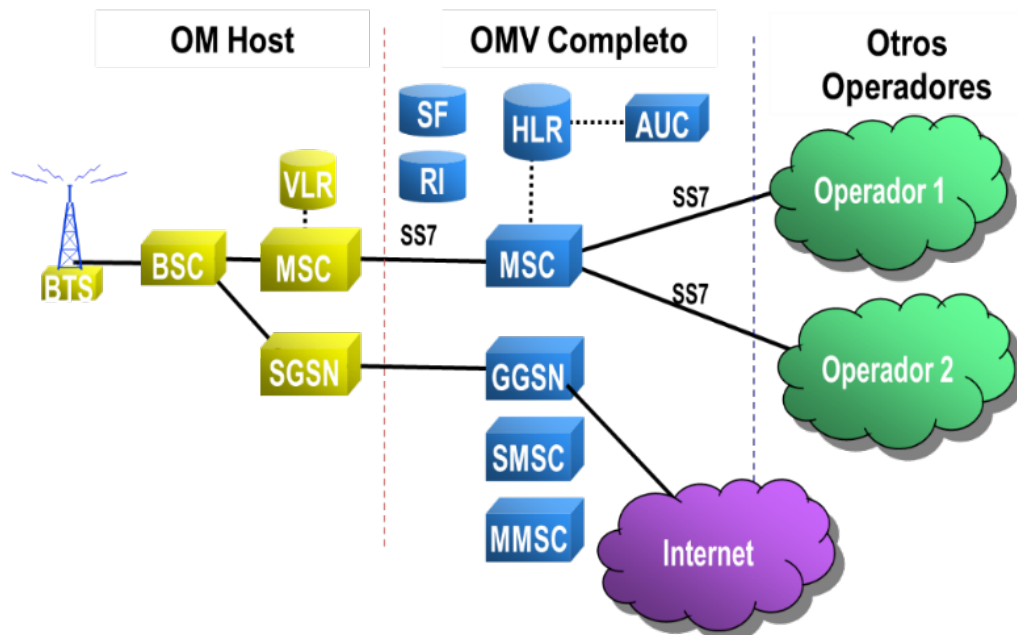 OM Host
OMV Completo
Otros
Operadores
SF
HLR
AUC
RI
VLR
Operador 1
SS7
SS7
BSC
MSC
MSC
BTS
SS7
SGSN
GGSN
Operador 2
SMSC
MMSC
Internet